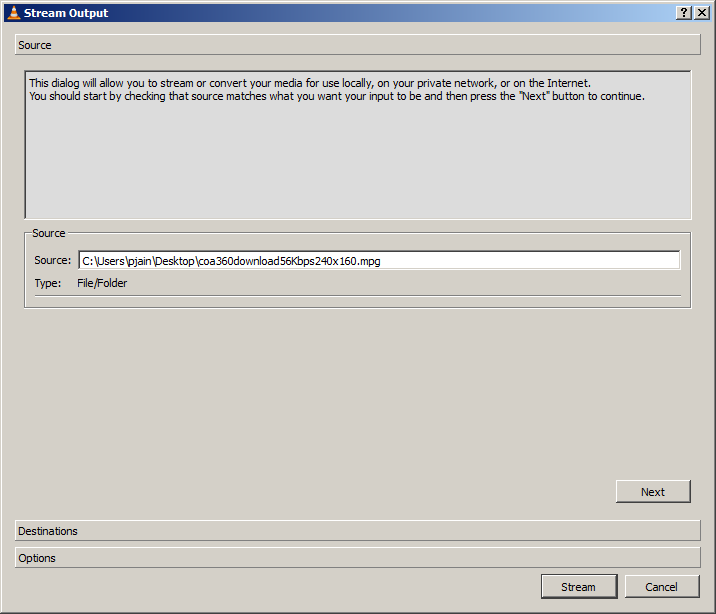 Stream Output
Source
This dialog will allow you to stream or convert your media for use locally, on your private network, or on the Internet.
You should start by checking that source matches what you want your input to be and then press the "Next" button to continue.
Source
Source: C:\Users\pjain\Desktop\coa360download56Kbps240x160.mpg
Type: File/Folder
Next
Destinations
Options
Stream Cancel